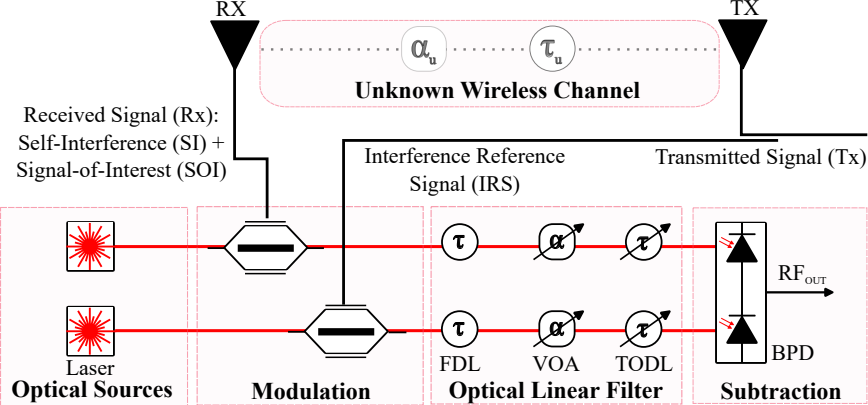 RX
TX
α_u
τ_u
Unknown Wireless Channel
Received Signal (Rx):
Self-Interference (SI) +
Signal-of-Interest (SOI)
Interference Reference
Signal (IRS)
Transmitted Signal (Tx)
τ α τ
RF_OUT
τ α τ
Laser
FDL VOA TODL
BPD
Optical Sources
Modulation
Optical Linear Filter
Subtraction